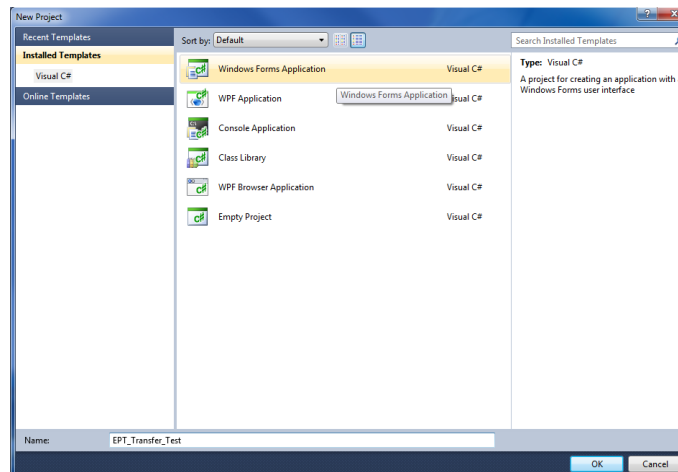 New Project
Recent Templates
Installed Templates
Visual C#
Online Templates
Sort by: Default
Search Installed Templates
Windows Forms Application Visual C#
WPF Application Visual C#
Windows Forms Application
Console Application Visual C#
Class Library Visual C#
WPF Browser Application Visual C#
Empty Project Visual C#
Type: Visual C#
A project for creating an application with
Windows Forms user interface
Name: EPT_Transfer_Test
OK Cancel